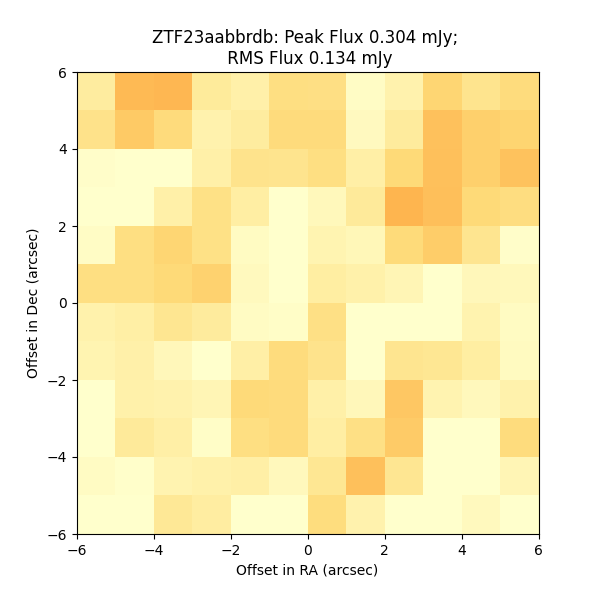 ZTF23aabbrdb: Peak Flux 0.304 mJy;
RMS Flux 0.134 mJy
6
4
2
0
−2
−4
−6
Offset in Dec (arcsec)
−6 −4 −2 0 2 4 6
Offset in RA (arcsec)